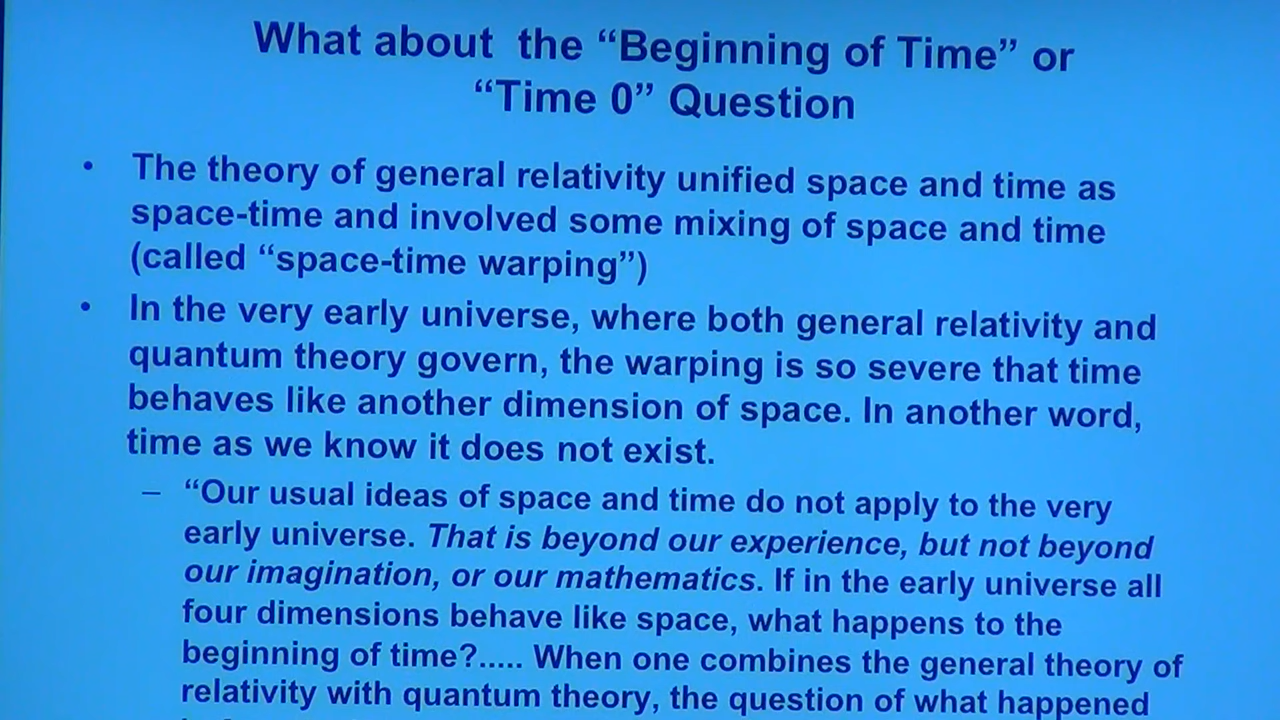 What about the “Beginning of Time” or
“Time 0” Question
• The theory of general relativity unified space and time as
space-time and involved some mixing of space and time
(called “space-time warping”)
• In the very early universe, where both general relativity and
quantum theory govern, the warping is so severe that time
behaves like another dimension of space. In another word,
time as we know it does not exist.
– “Our usual ideas of space and time do not apply to the very
early universe. That is beyond our experience, but not beyond
our imagination, or our mathematics. If in the early universe all
four dimensions behave like space, what happens to the
beginning of time?..... When one combines the general theory of
relativity with quantum theory, the question of what happened